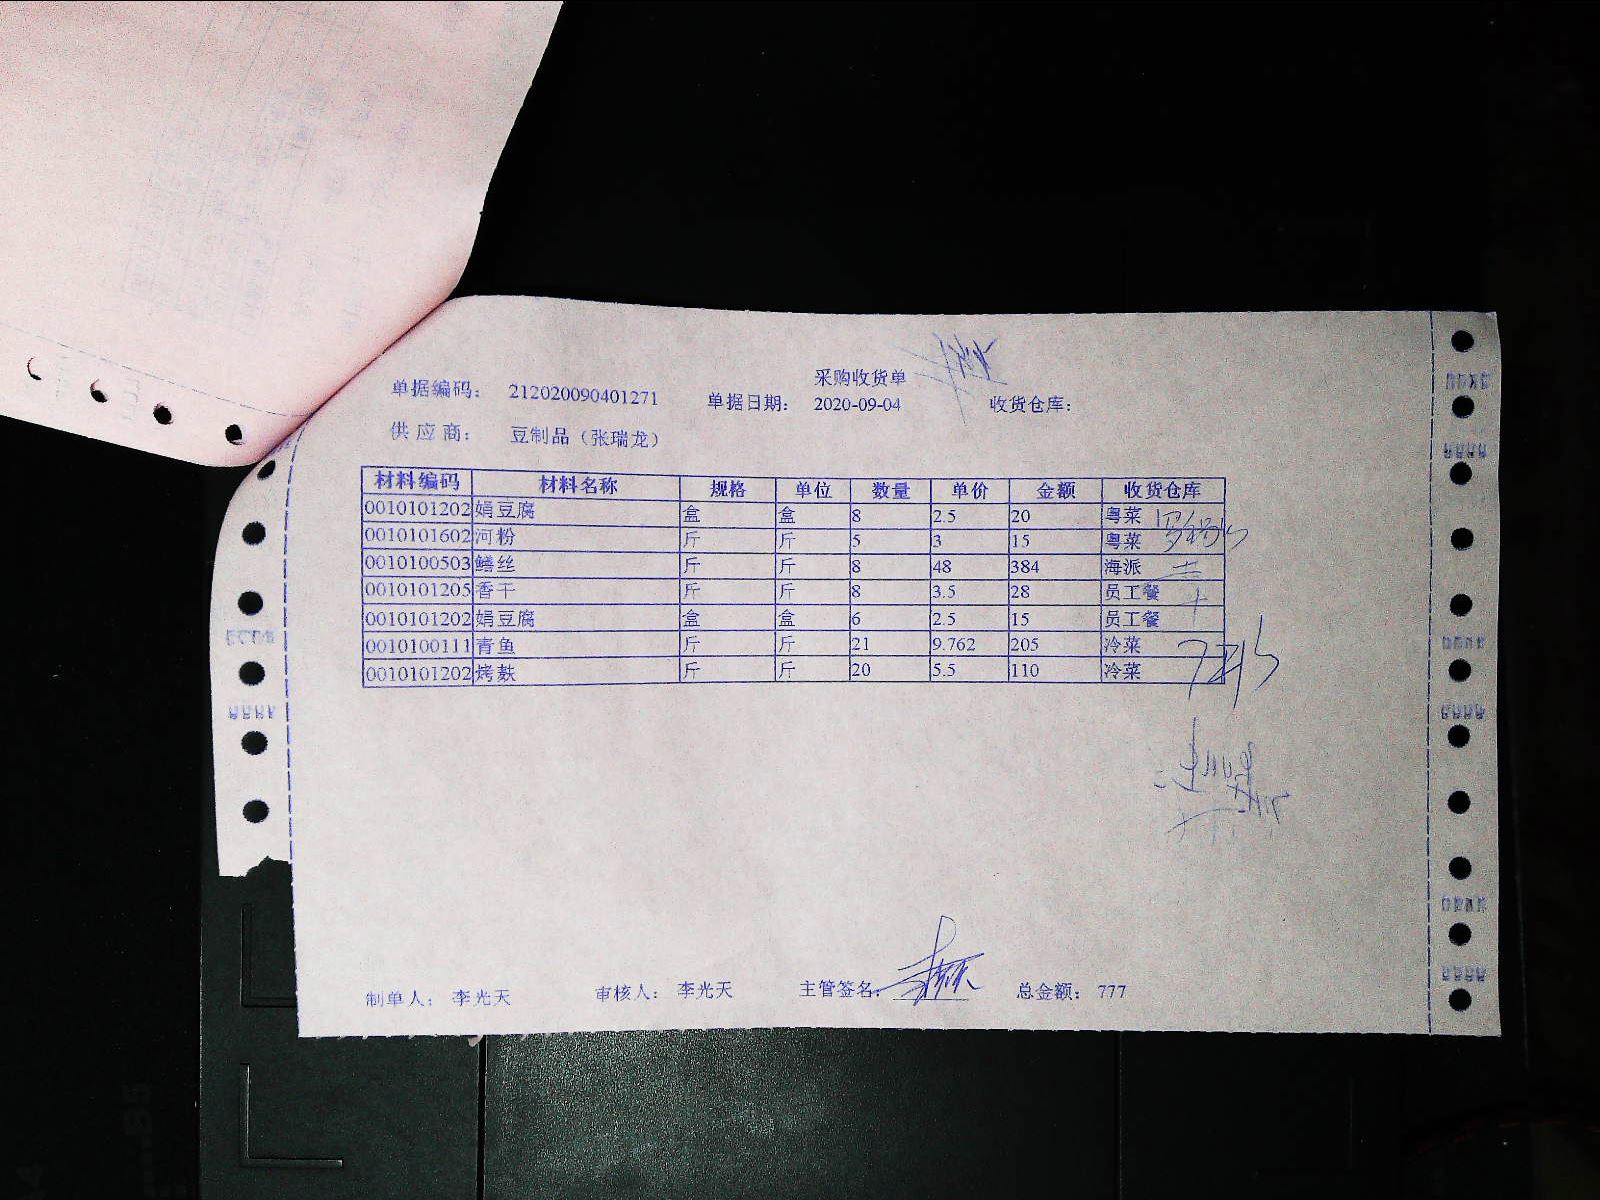 采购收货单
单据编码： 212020090401271 单据日期： 2020-09-04 收货仓库：
供应商： 豆制品（张瑞龙）
材料编码 材料名称 规格 单位 数量 单价 金额 收货仓库
0010101202 娟豆腐 盒 盒 8 2.5 20 粤菜
0010101602 河粉 斤 斤 5 3 15 粤菜
0010100503 鳝丝 斤 斤 8 48 384 海派
0010101205 香干 斤 斤 8 3.5 28 员工餐
0010101202 娟豆腐 盒 盒 6 2.5 15 员工餐
0010100111 青鱼 斤 斤 21 9.762 205 冷菜
0010101202 烤麸 斤 斤 20 5.5 110 冷菜
制单人： 李光天 审核人： 李光天 主管签名： 总金额： 777